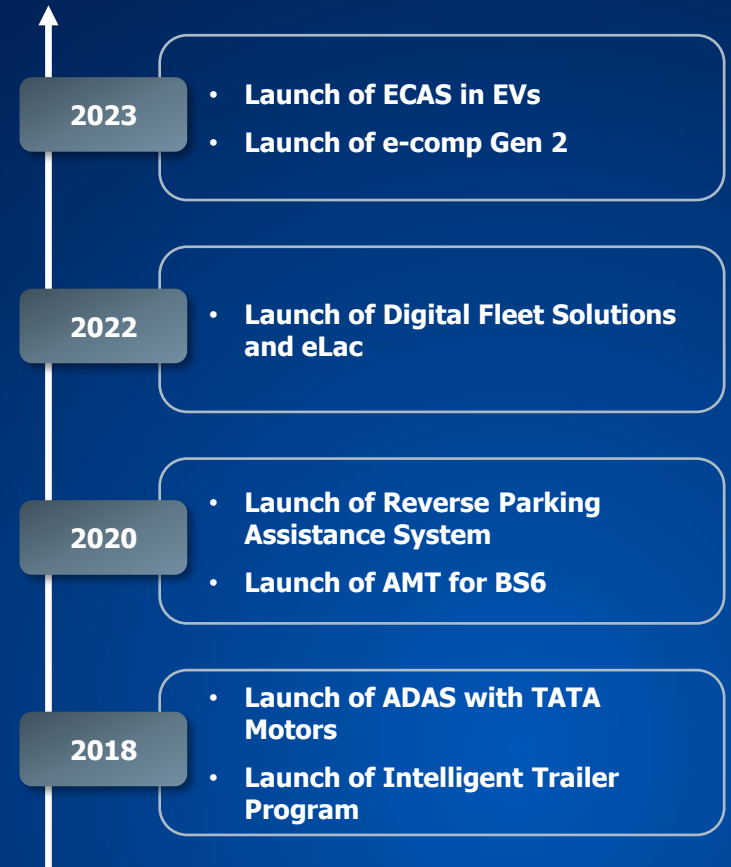 2023
• Launch of ECAS in EVs
• Launch of e-comp Gen 2
2022
• Launch of Digital Fleet Solutions
and eLac
2020
• Launch of Reverse Parking
Assistance System
• Launch of AMT for BS6
2018
• Launch of ADAS with TATA
Motors
• Launch of Intelligent Trailer
Program